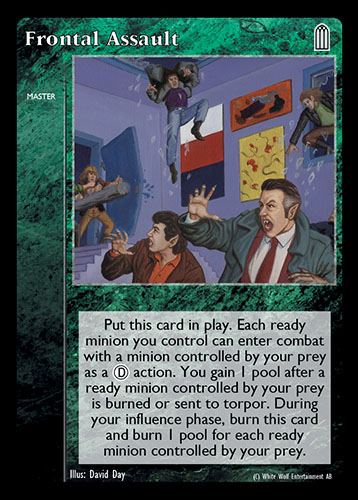 Frontal Assault
MASTER
Put this card in play. Each ready
minion you control can enter combat
with a minion controlled by your prey
as a Ⓓ action. You gain 1 pool after a
ready minion controlled by your prey
is burned or sent to torpor. During
your influence phase, burn this card
and burn 1 pool for each ready
minion controlled by your prey.
Illus: David Day
(C) White Wolf Entertainment AB